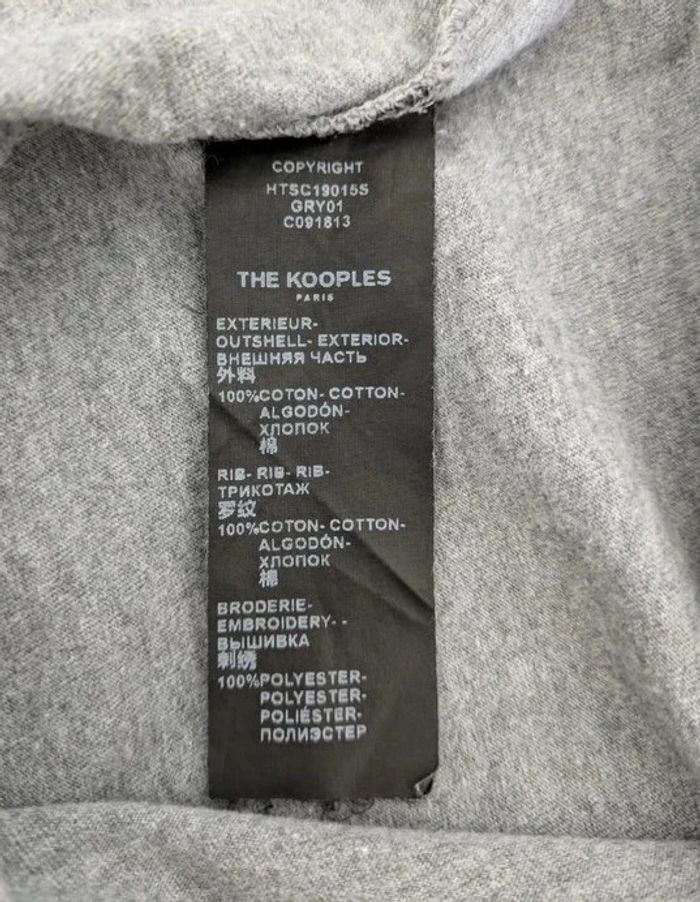 COPYRIGHT
HTSC19015S
GRY01
C091813
THE KOOPLES
PARIS
EXTERIEUR-
OUTSHELL- EXTERIOR-
ВНЕШНЯЯ ЧАСТЬ
外料
100%COTON- COTTON-
ALGODÓN-
ХЛОПОК
棉
RIB- RIB- RIB-
ТРИКОТАЖ
罗纹
100%COTON- COTTON-
ALGODÓN-
ХЛОПОК
棉
BRODERIE-
EMBROIDERY- -
ВЫШИВКА
刺绣
100%POLYESTER-
POLYESTER-
POLIÉSTER-
ПОЛИЭСТЕР